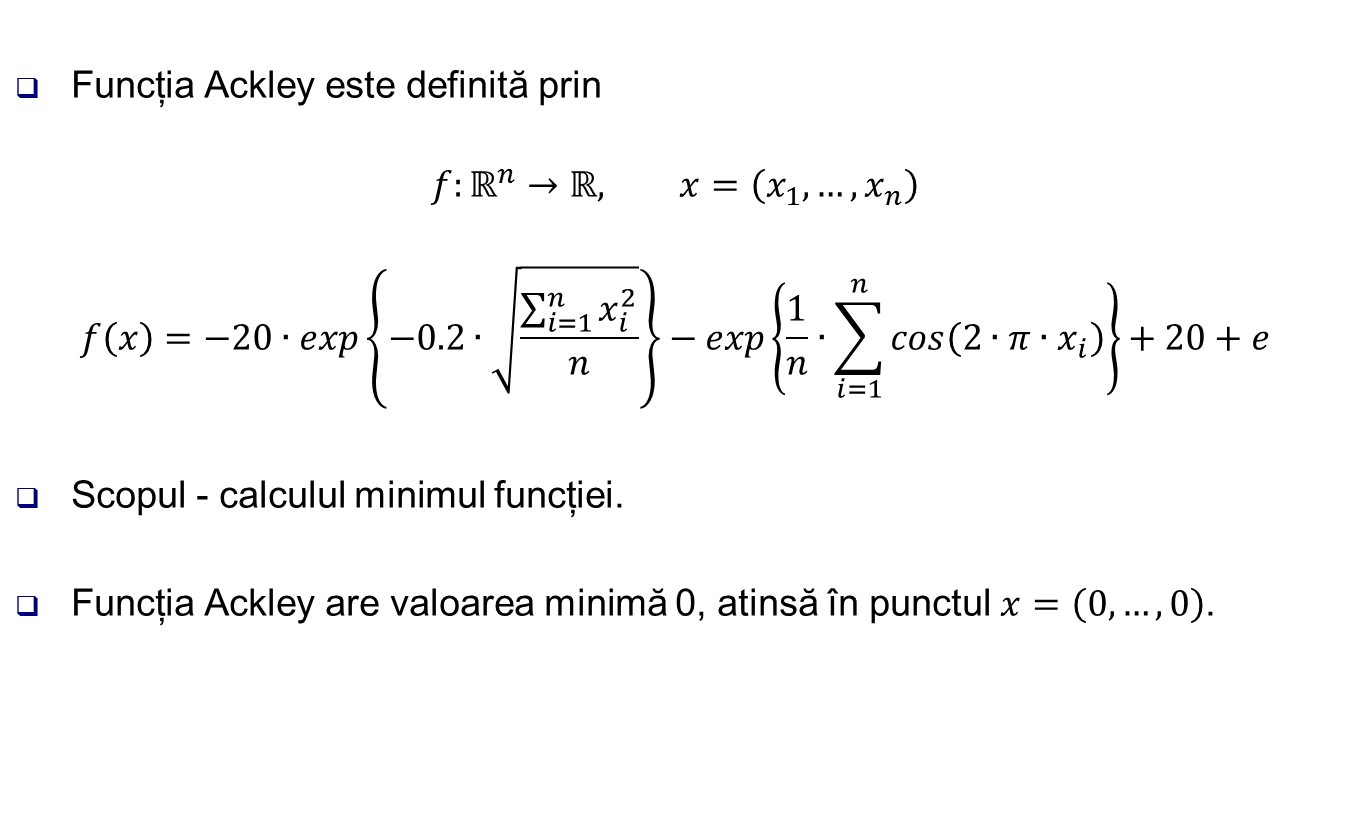 ❑ Funcția Ackley este definită prin
f: ℝⁿ → ℝ, x = (x₁, … , xₙ)
f(x) = −20 · exp{−0.2 · √(∑ᵢ₌₁ⁿ xᵢ² / n)} − exp{1/n · ∑ᵢ₌₁ⁿ cos(2 · π · xᵢ)} + 20 + e
❑ Scopul - calculul minimul funcției.
❑ Funcția Ackley are valoarea minimă 0, atinsă în punctul x = (0, … , 0).